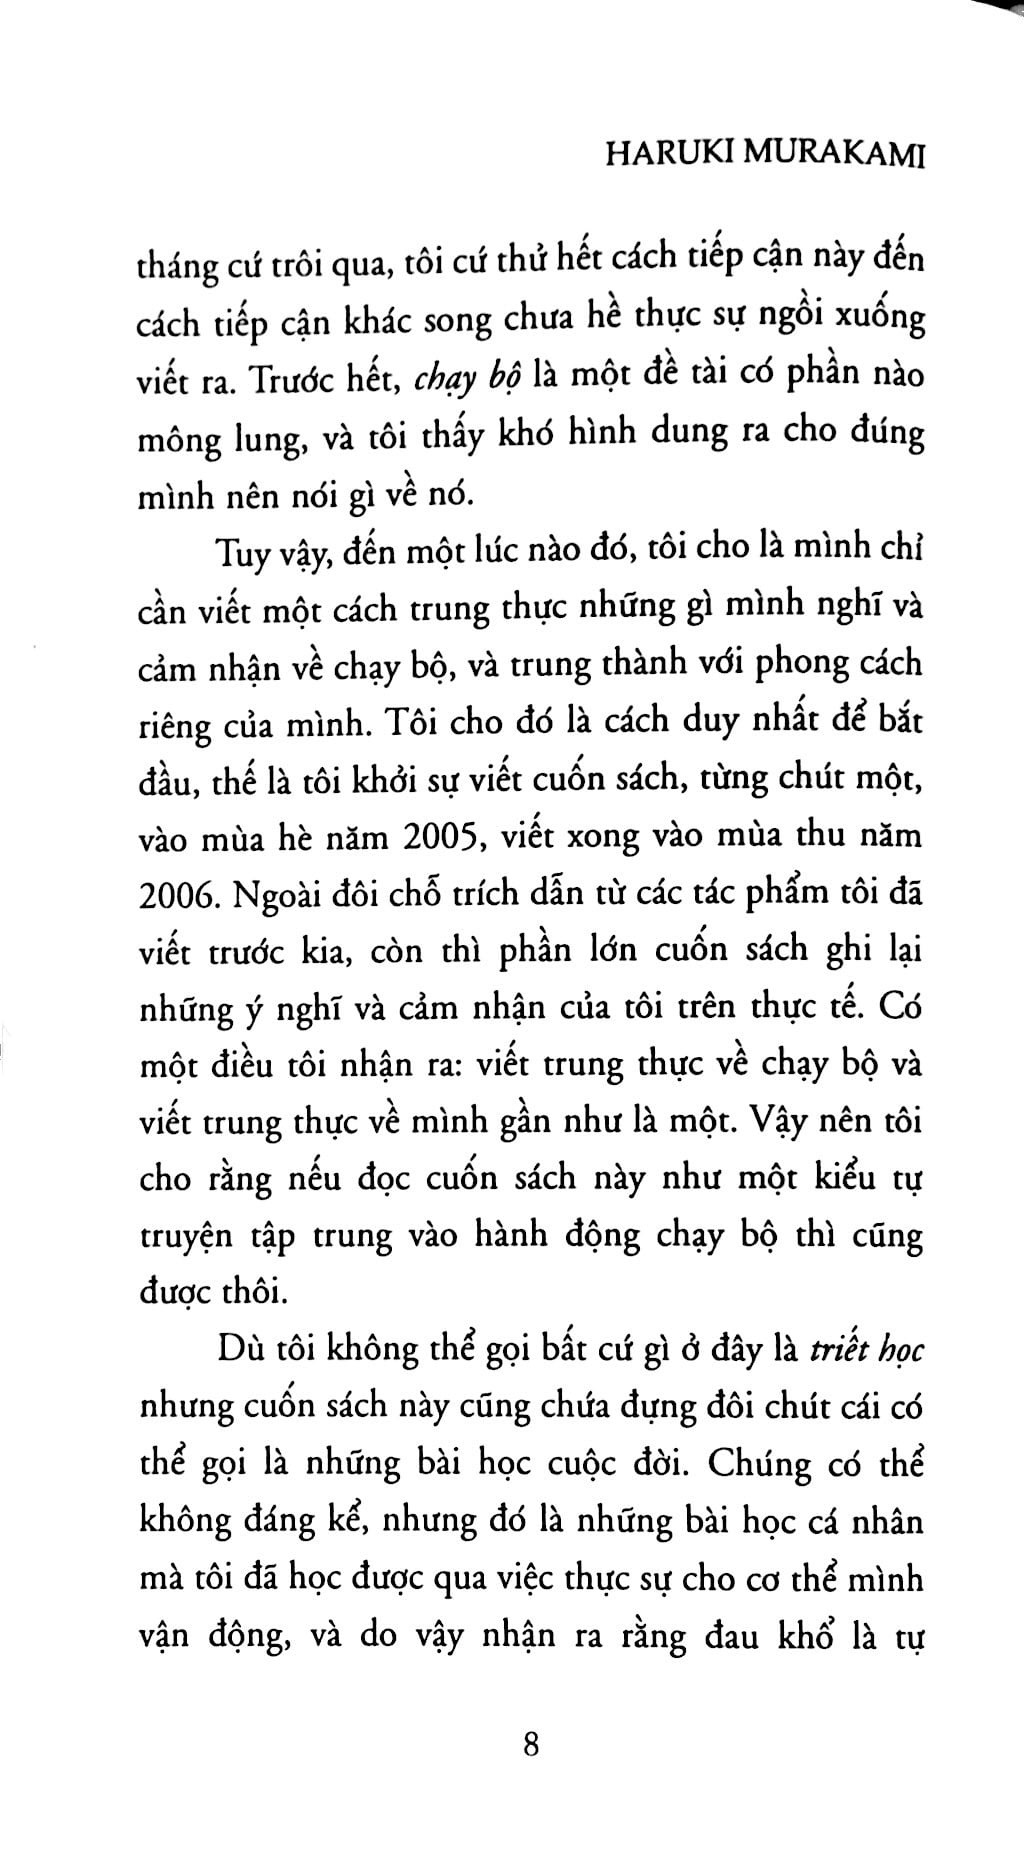 HARUKI MURAKAMI
tháng cứ trôi qua, tôi cứ thử hết cách tiếp cận này đến
cách tiếp cận khác song chưa hề thực sự ngồi xuống
viết ra. Trước hết, chạy bộ là một đề tài có phần nào
mông lung, và tôi thấy khó hình dung ra cho đúng
mình nên nói gì về nó.
Tuy vậy, đến một lúc nào đó, tôi cho là mình chỉ
cần viết một cách trung thực những gì mình nghĩ và
cảm nhận về chạy bộ, và trung thành với phong cách
riêng của mình. Tôi cho đó là cách duy nhất để bắt
đầu, thế là tôi khởi sự viết cuốn sách, từng chút một,
vào mùa hè năm 2005, viết xong vào mùa thu năm
2006. Ngoài đôi chỗ trích dẫn từ các tác phẩm tôi đã
viết trước kia, còn thì phần lớn cuốn sách ghi lại
những ý nghĩ và cảm nhận của tôi trên thực tế. Có
một điều tôi nhận ra: viết trung thực về chạy bộ và
viết trung thực về mình gần như là một. Vậy nên tôi
cho rằng nếu đọc cuốn sách này như một kiểu tự
truyện tập trung vào hành động chạy bộ thì cũng
được thôi.
Dù tôi không thể gọi bất cứ gì ở đây là triết học
nhưng cuốn sách này cũng chứa đựng đôi chút cái có
thể gọi là những bài học cuộc đời. Chúng có thể
không đáng kể, nhưng đó là những bài học cá nhân
mà tôi đã học được qua việc thực sự cho cơ thể mình
vận động, và do vậy nhận ra rằng đau khổ là tự
8